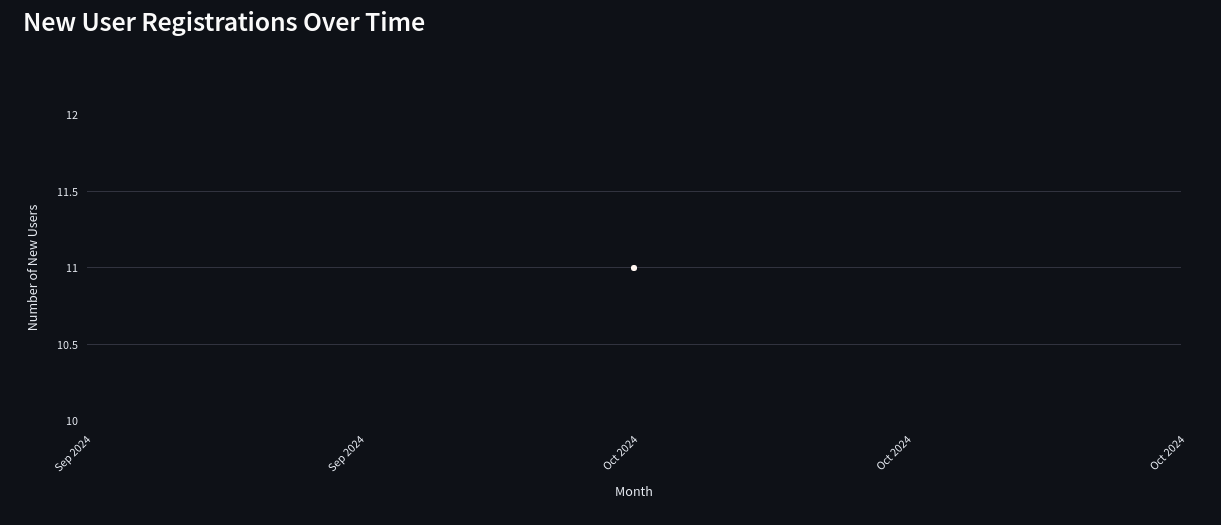 New User Registrations Over Time
12
11.5
11
10.5
10
Number of New Users
Sep 2024
Sep 2024
Oct 2024
Oct 2024
Oct 2024
Month